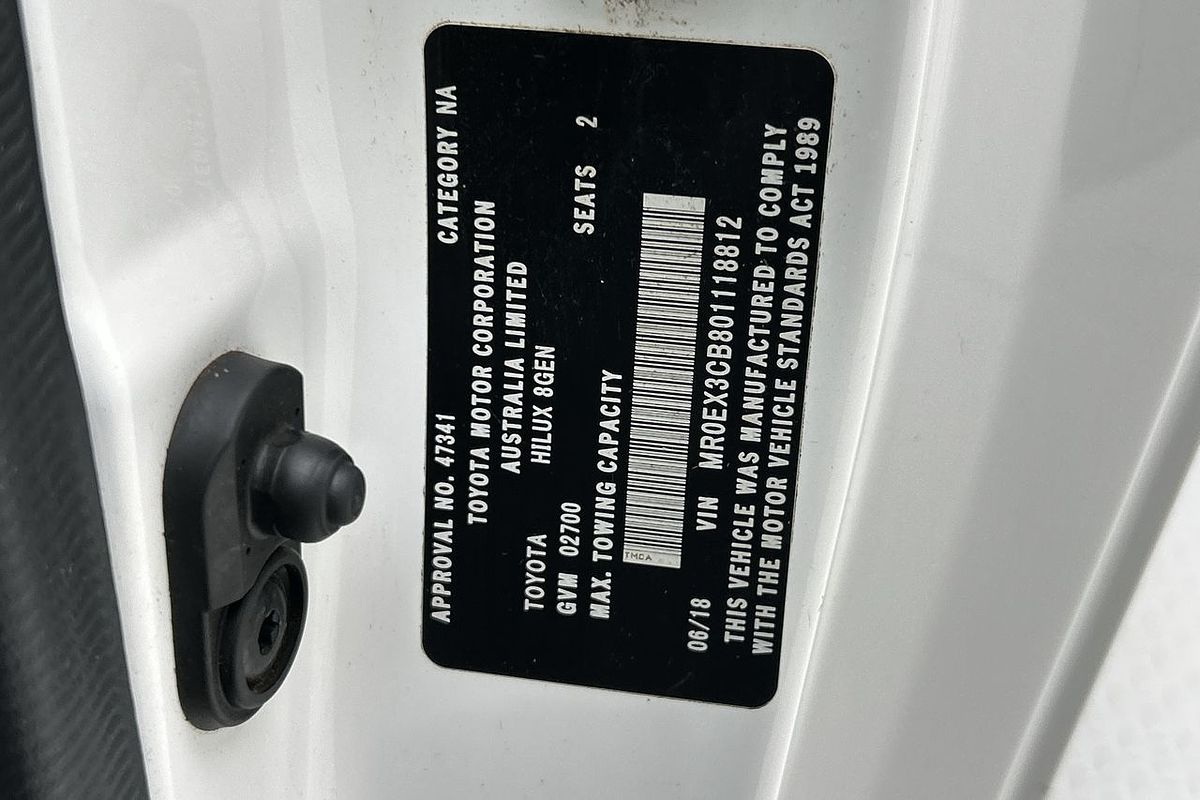 APPROVAL NO. 47341 CATEGORY NA
TOYOTA MOTOR CORPORATION
AUSTRALIA LIMITED
TOYOTA HILUX 8GEN
GVM 02700 SEATS 2
MAX. TOWING CAPACITY
TMCA
06/18 VIN MR0EX3CB801118812
THIS VEHICLE WAS MANUFACTURED TO COMPLY
WITH THE MOTOR VEHICLE STANDARDS ACT 1989